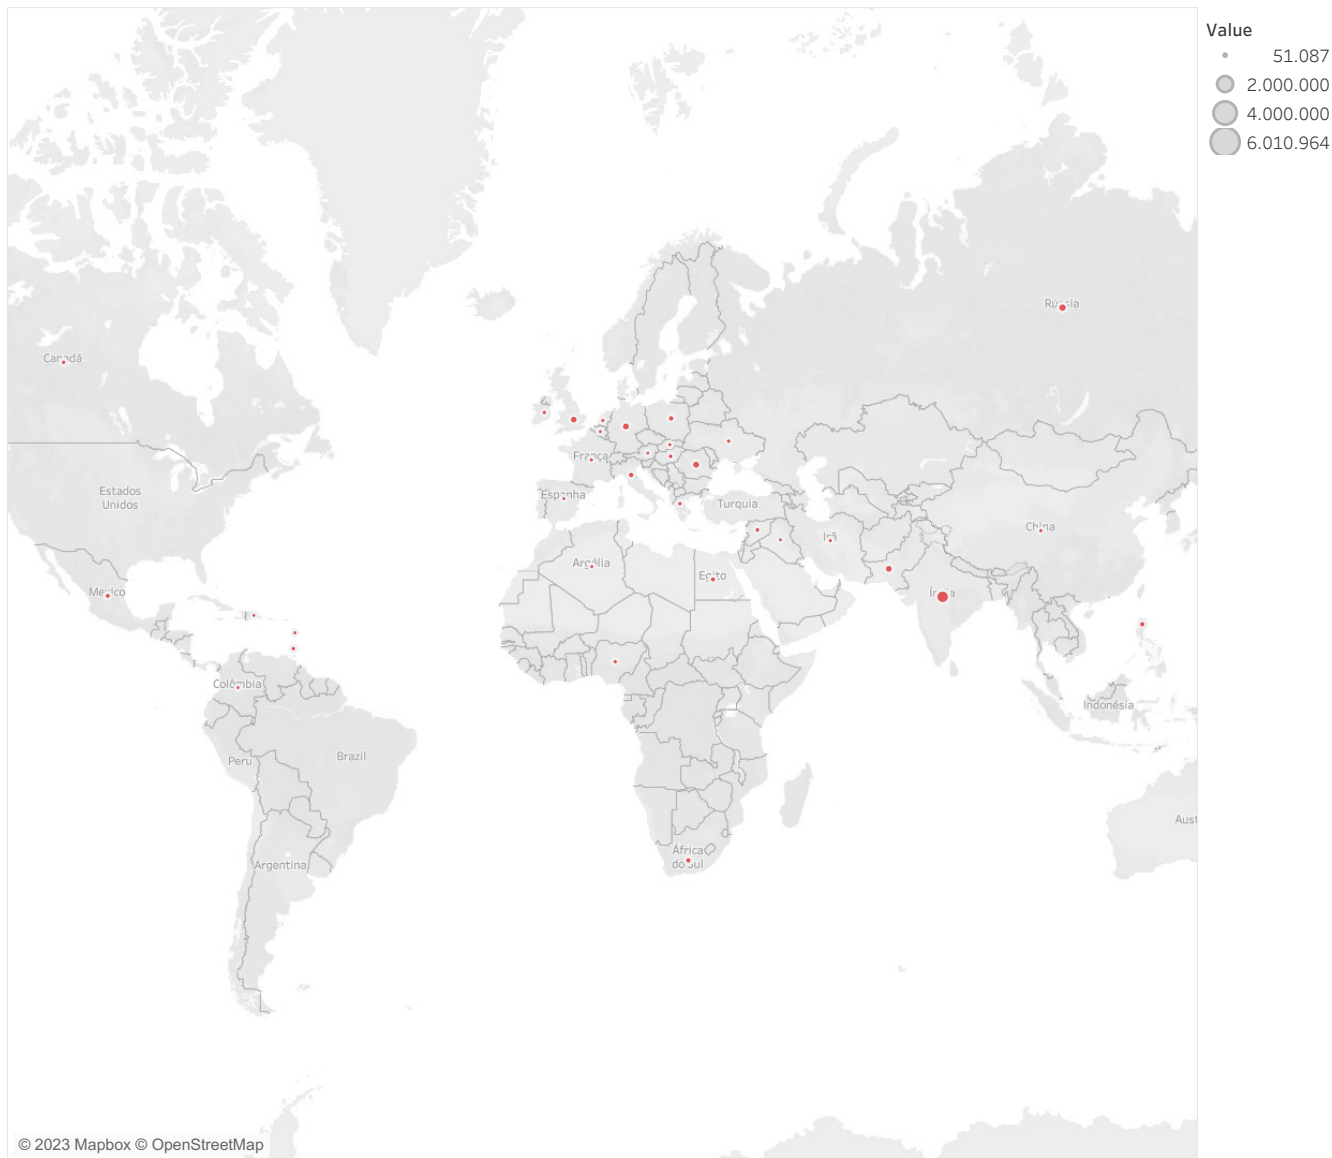 Value
51.087
2.000.000
4.000.000
6.010.964
Rússia
Canadá
França
Estados
Unidos
Espanha
Turquia
China
Irã
Argélia
Egito
Mexico
Índia
Colômbia
Indonésia
Brazil
Peru
Aust
África
do Sul
Argentina
© 2023 Mapbox © OpenStreetMap